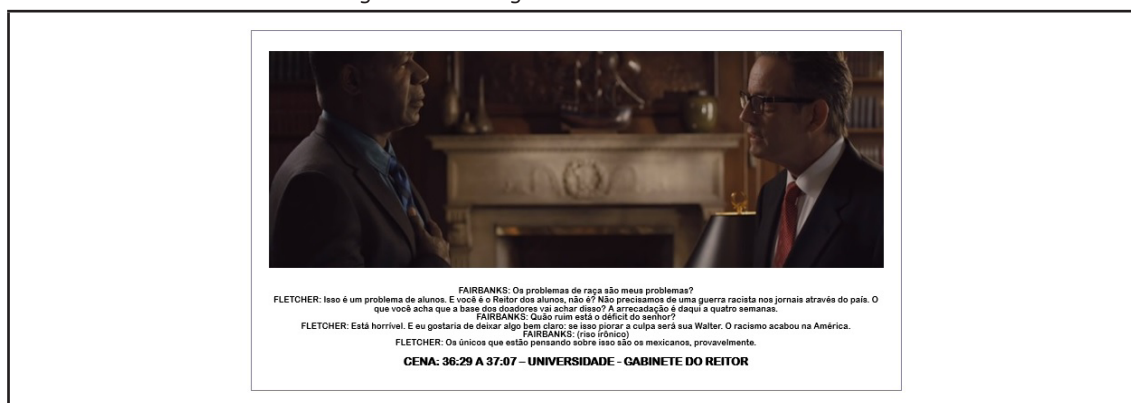 FAIRBANKS: Os problemas de raça são meus problemas?
FLETCHER: Isso é um problema de alunos. E você é o Reitor dos alunos, não é? Não precisamos de uma guerra racista nos jornais através do país. O
que você acha que a base dos doadores vai achar disso? A arrecadação é daqui a quatro semanas.
FAIRBANKS: Quão ruim está o déficit do senhor?
FLETCHER: Está horrível. E eu gostaria de deixar algo bem claro: se isso piorar a culpa será sua Walter. O racismo acabou na América.
FAIRBANKS: (riso irônico)
FLETCHER: Os únicos que estão pensando sobre isso são os mexicanos, provavelmente.
CENA: 36:29 A 37:07 – UNIVERSIDADE - GABINETE DO REITOR